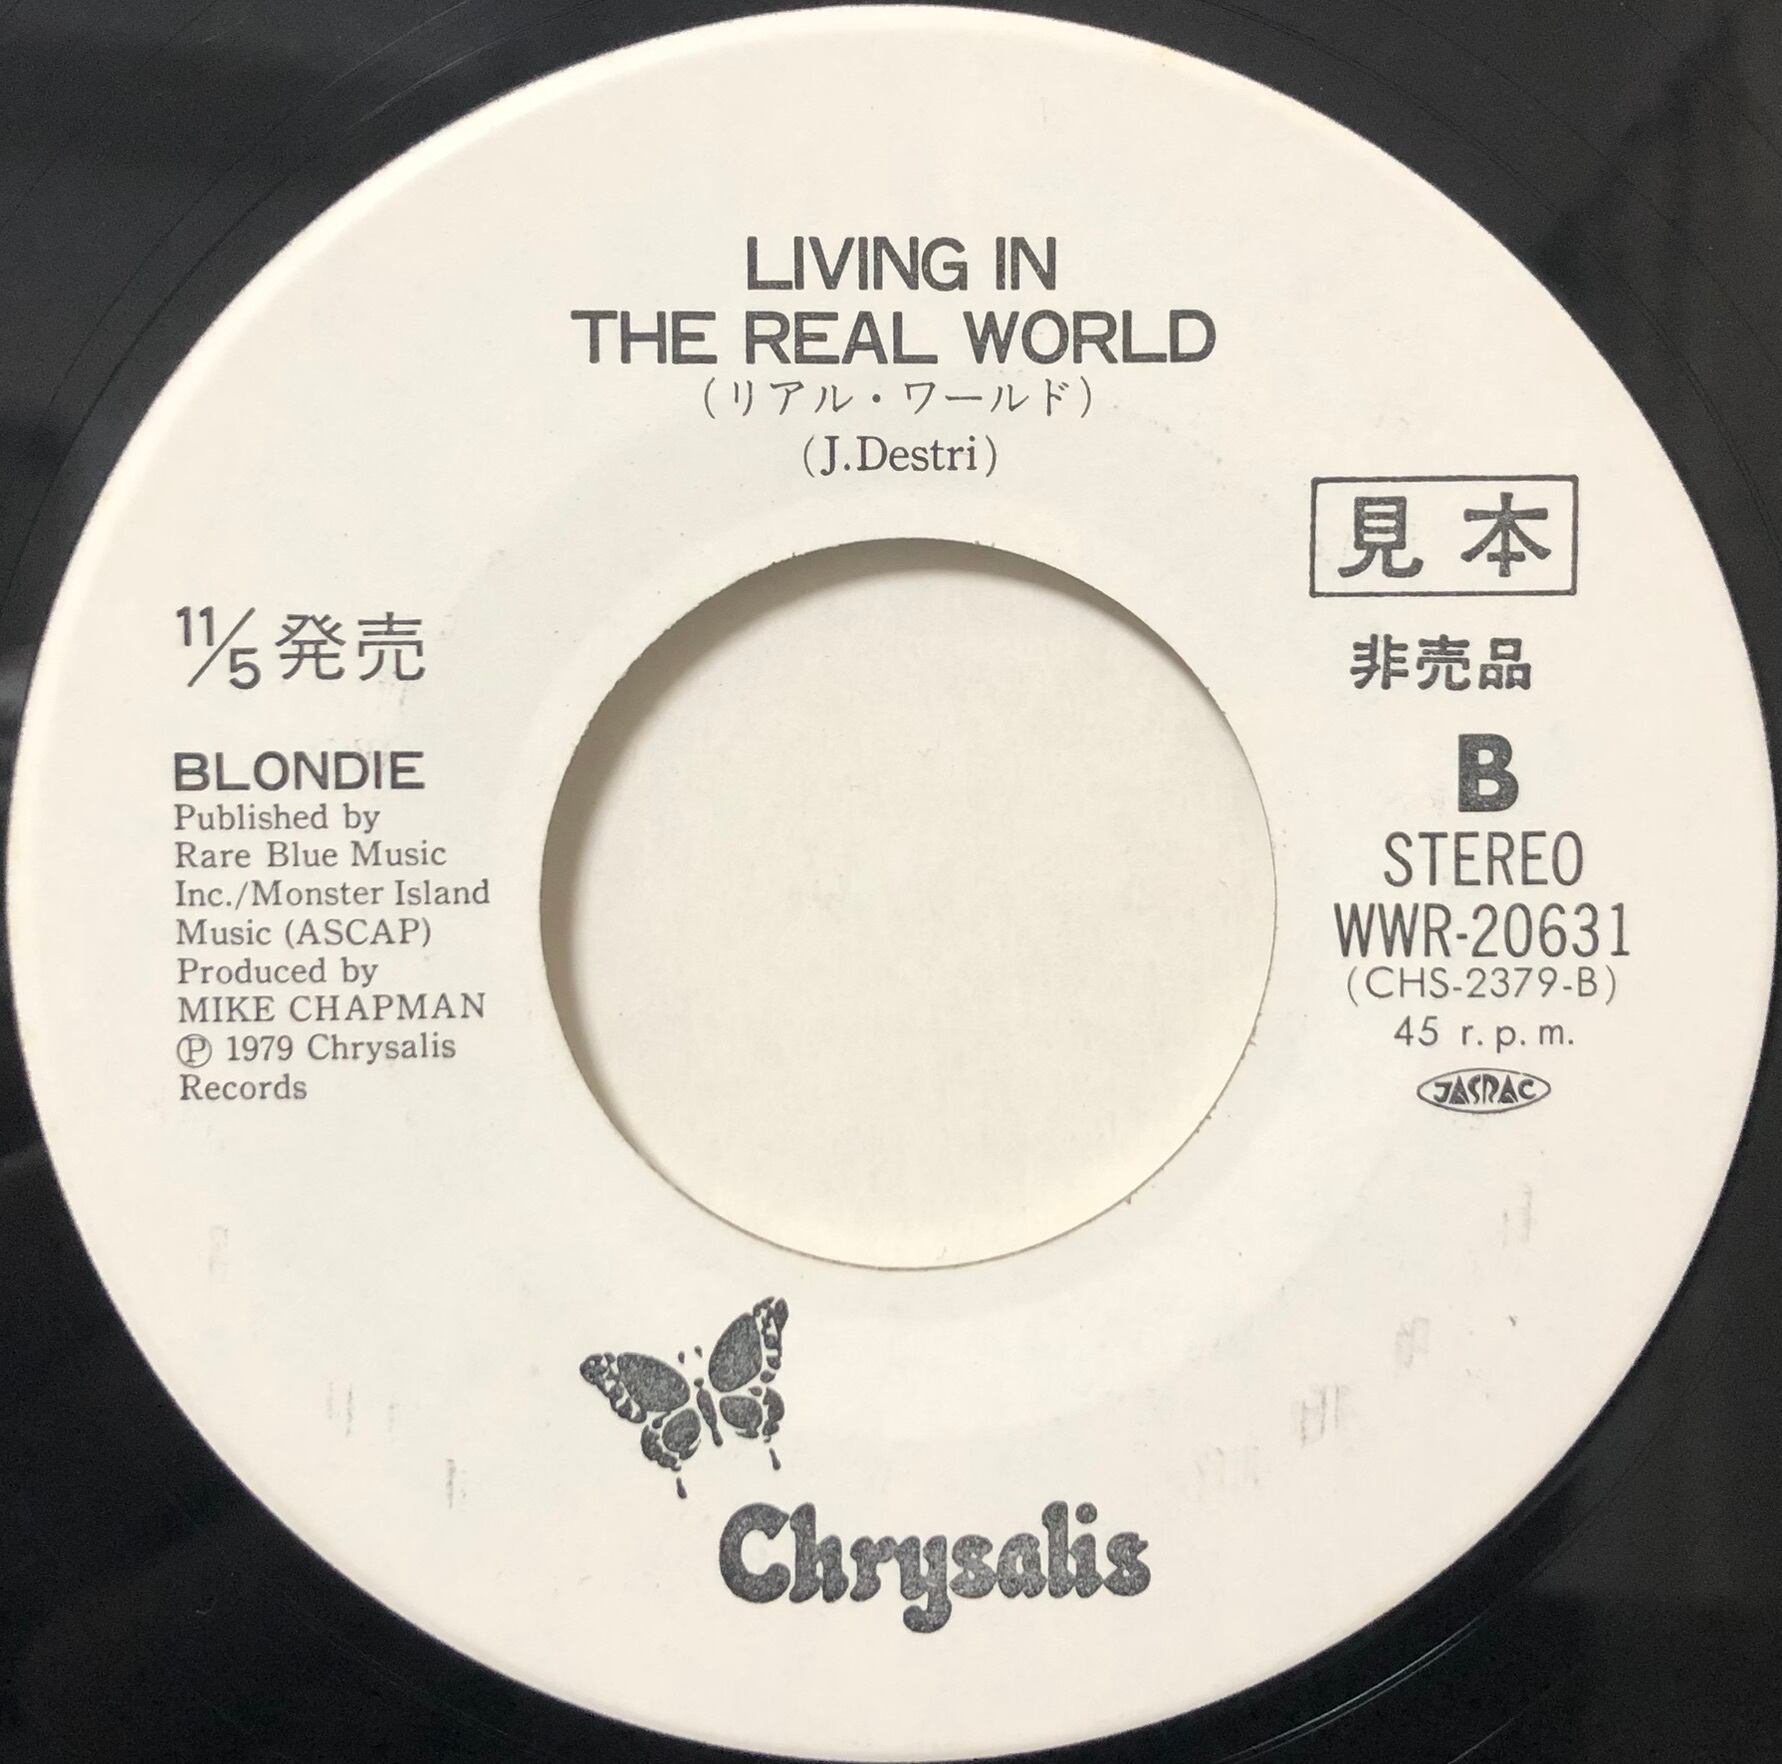 LIVING IN
THE REAL WORLD
(リアル・ワールド)
(J.Destri)
11/5発売
BLONDIE
Published by
Rare Blue Music
Inc./Monster Island
Music (ASCAP)
Produced by
MIKE CHAPMAN
Ⓟ 1979 Chrysalis
Records
見本
非売品
B
STEREO
WWR-20631
(CHS-2379-B)
45 r.p.m.
JASRAC
Chrysalis